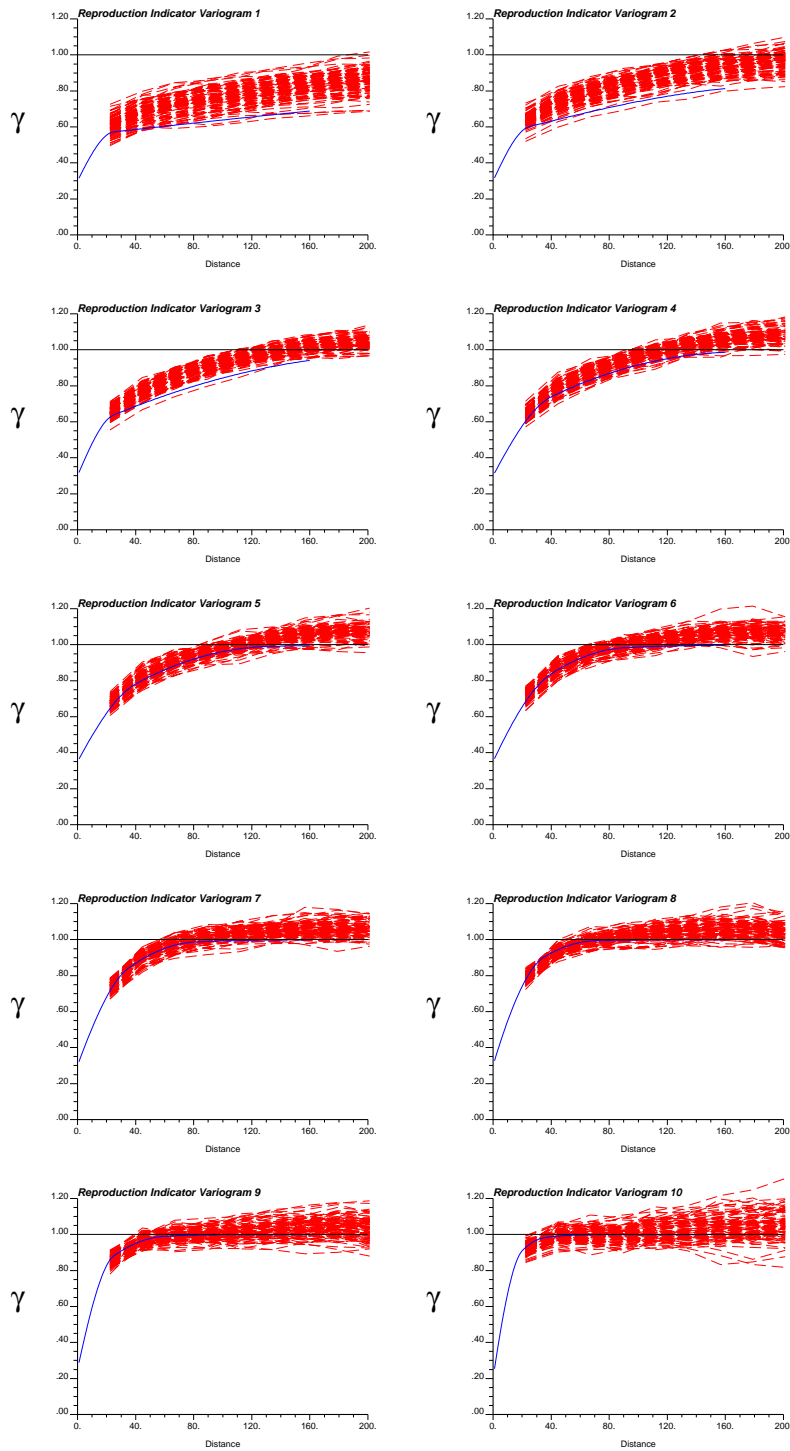 Reproduction Indicator Variogram 1
γ
1.20
1.00
.80
.60
.40
.20
.00
0. 40. 80. 120. 160. 200.
Distance
Reproduction Indicator Variogram 2
γ
1.20
1.00
.80
.60
.40
.20
.00
0. 40. 80. 120. 160. 200.
Distance
Reproduction Indicator Variogram 3
γ
1.20
1.00
.80
.60
.40
.20
.00
0. 40. 80. 120. 160. 200.
Distance
Reproduction Indicator Variogram 4
γ
1.20
1.00
.80
.60
.40
.20
.00
0. 40. 80. 120. 160. 200.
Distance
Reproduction Indicator Variogram 5
γ
1.20
1.00
.80
.60
.40
.20
.00
0. 40. 80. 120. 160. 200.
Distance
Reproduction Indicator Variogram 6
γ
1.20
1.00
.80
.60
.40
.20
.00
0. 40. 80. 120. 160. 200.
Distance
Reproduction Indicator Variogram 7
γ
1.20
1.00
.80
.60
.40
.20
.00
0. 40. 80. 120. 160. 200.
Distance
Reproduction Indicator Variogram 8
γ
1.20
1.00
.80
.60
.40
.20
.00
0. 40. 80. 120. 160. 200.
Distance
Reproduction Indicator Variogram 9
γ
1.20
1.00
.80
.60
.40
.20
.00
0. 40. 80. 120. 160. 200.
Distance
Reproduction Indicator Variogram 10
γ
1.20
1.00
.80
.60
.40
.20
.00
0. 40. 80. 120. 160. 200.
Distance